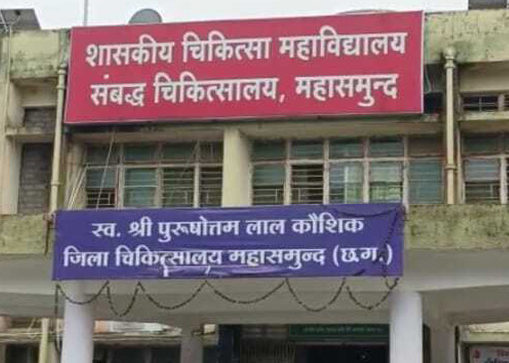 शासकीय चिकित्सा महाविद्यालय
संबद्ध चिकित्सालय, महासमुन्द
स्व. श्री पुरूषोत्तम लाल कौशिक
जिला चिकित्सालय महासमुन्द (छ.ग.)